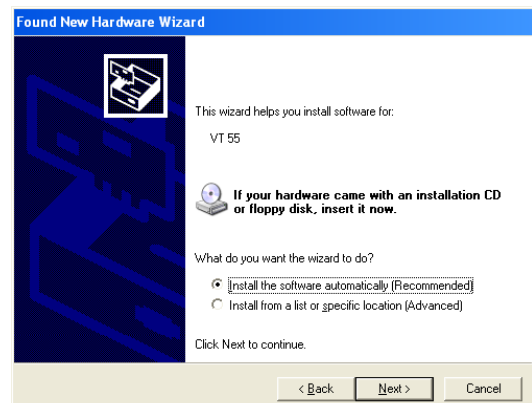 Found New Hardware Wizard
This wizard helps you install software for:
VT 55
If your hardware came with an installation CD
or floppy disk, insert it now.
What do you want the wizard to do?
Install the software automatically (Recommended)
Install from a list or specific location (Advanced)
Click Next to continue.
< Back
Next >
Cancel